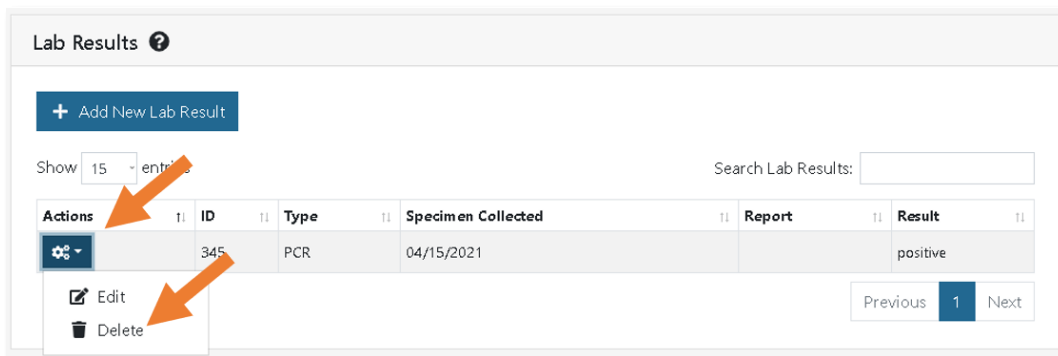 Lab Results
Add New Lab Result
Show 15 entries Search Lab Results:
Actions ID Type Specimen Collected Report Result
345 PCR 04/15/2021 positive
Edit
Delete
Previous 1 Next